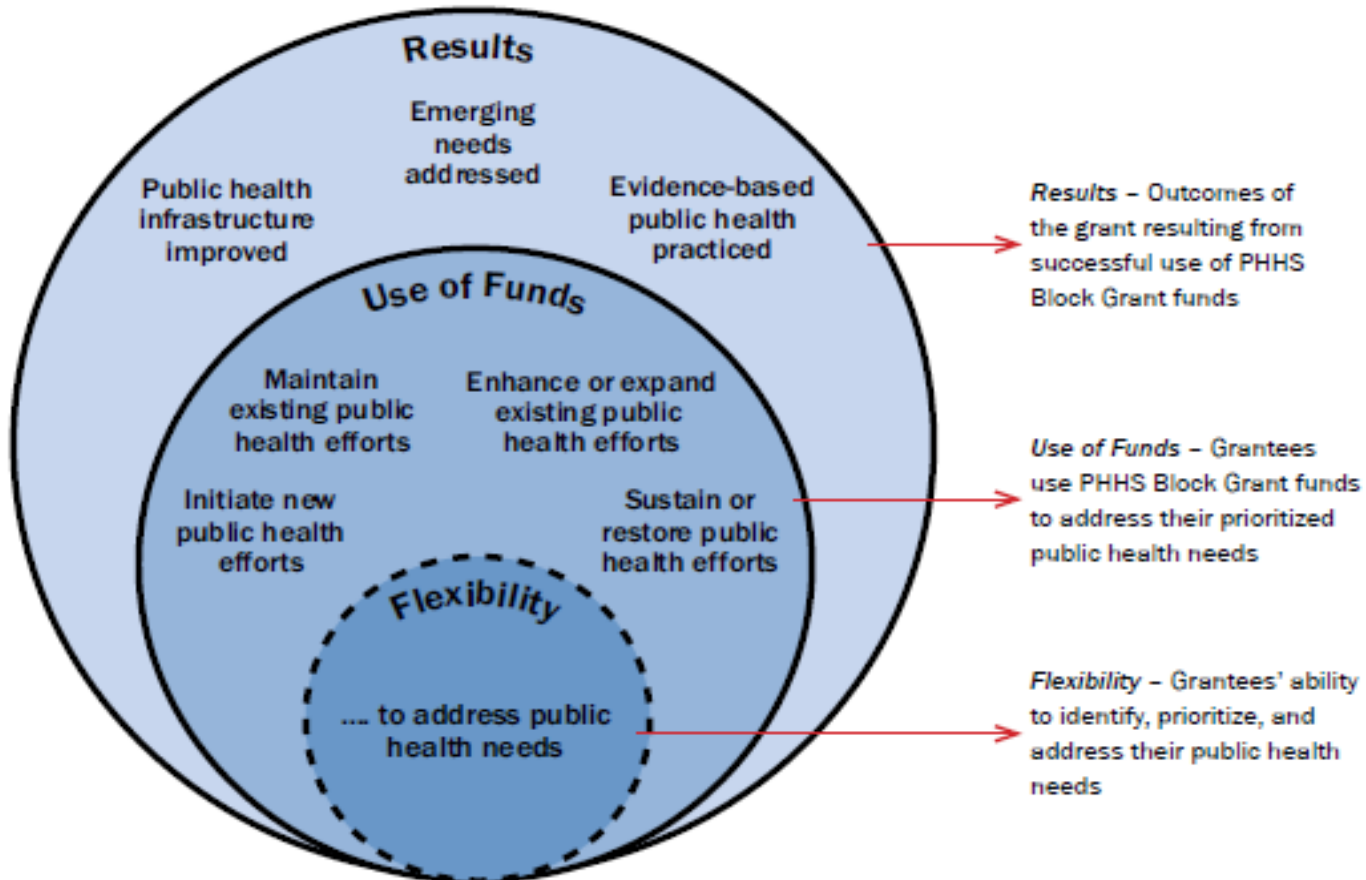 Results
Emerging
needs
addressed
Public health
infrastructure
improved
Evidence-based
public health
practiced
Use of Funds
Maintain
existing public
health efforts
Enhance or expand
existing public
health efforts
Initiate new
public health
efforts
Sustain or
restore public
health efforts
Flexibility
.... to address public
health needs
Results – Outcomes of
the grant resulting from
successful use of PHHS
Block Grant funds
Use of Funds – Grantees
use PHHS Block Grant funds
to address their prioritized
public health needs
Flexibility – Grantees’ ability
to identify, prioritize, and
address their public health
needs